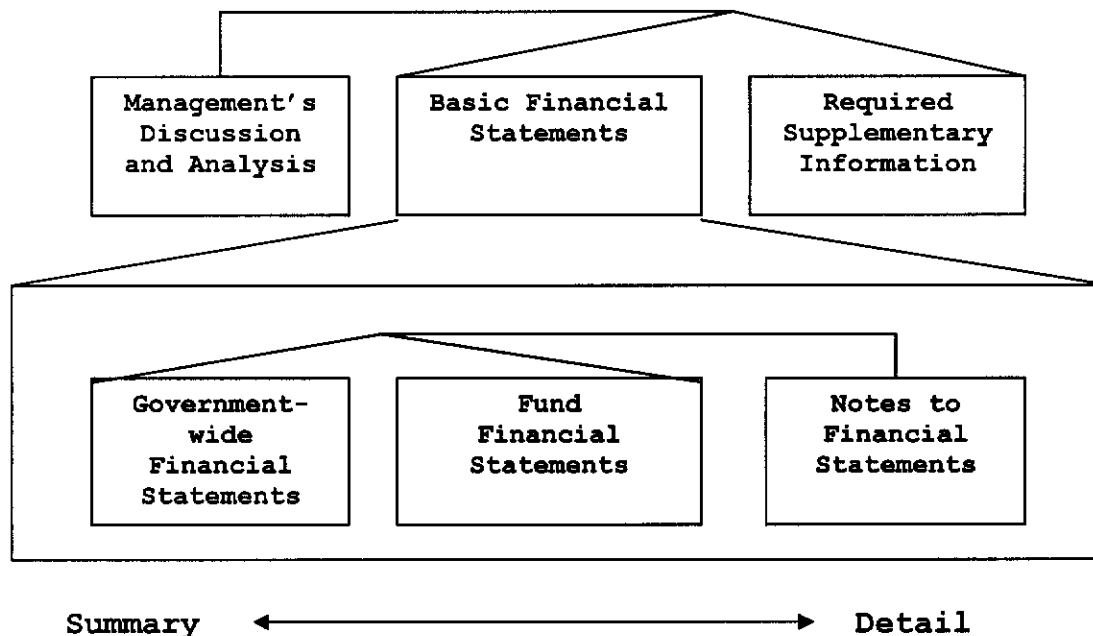 Management's
Discussion
and Analysis
Basic Financial
Statements
Required
Supplementary
Information
Government-
wide
Financial
Statements
Fund
Financial
Statements
Notes to
Financial
Statements
Summary
Detail